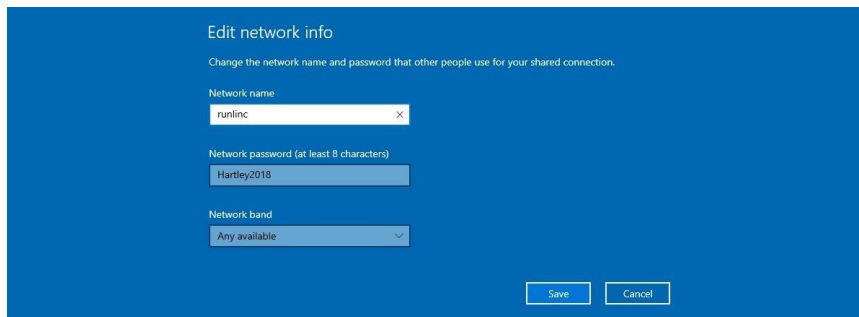 Edit network info
Change the network name and password that other people use for your shared connection.
Network name
runlinc
Network password (at least 8 characters)
Hartley2018
Network band
Any available
Save Cancel